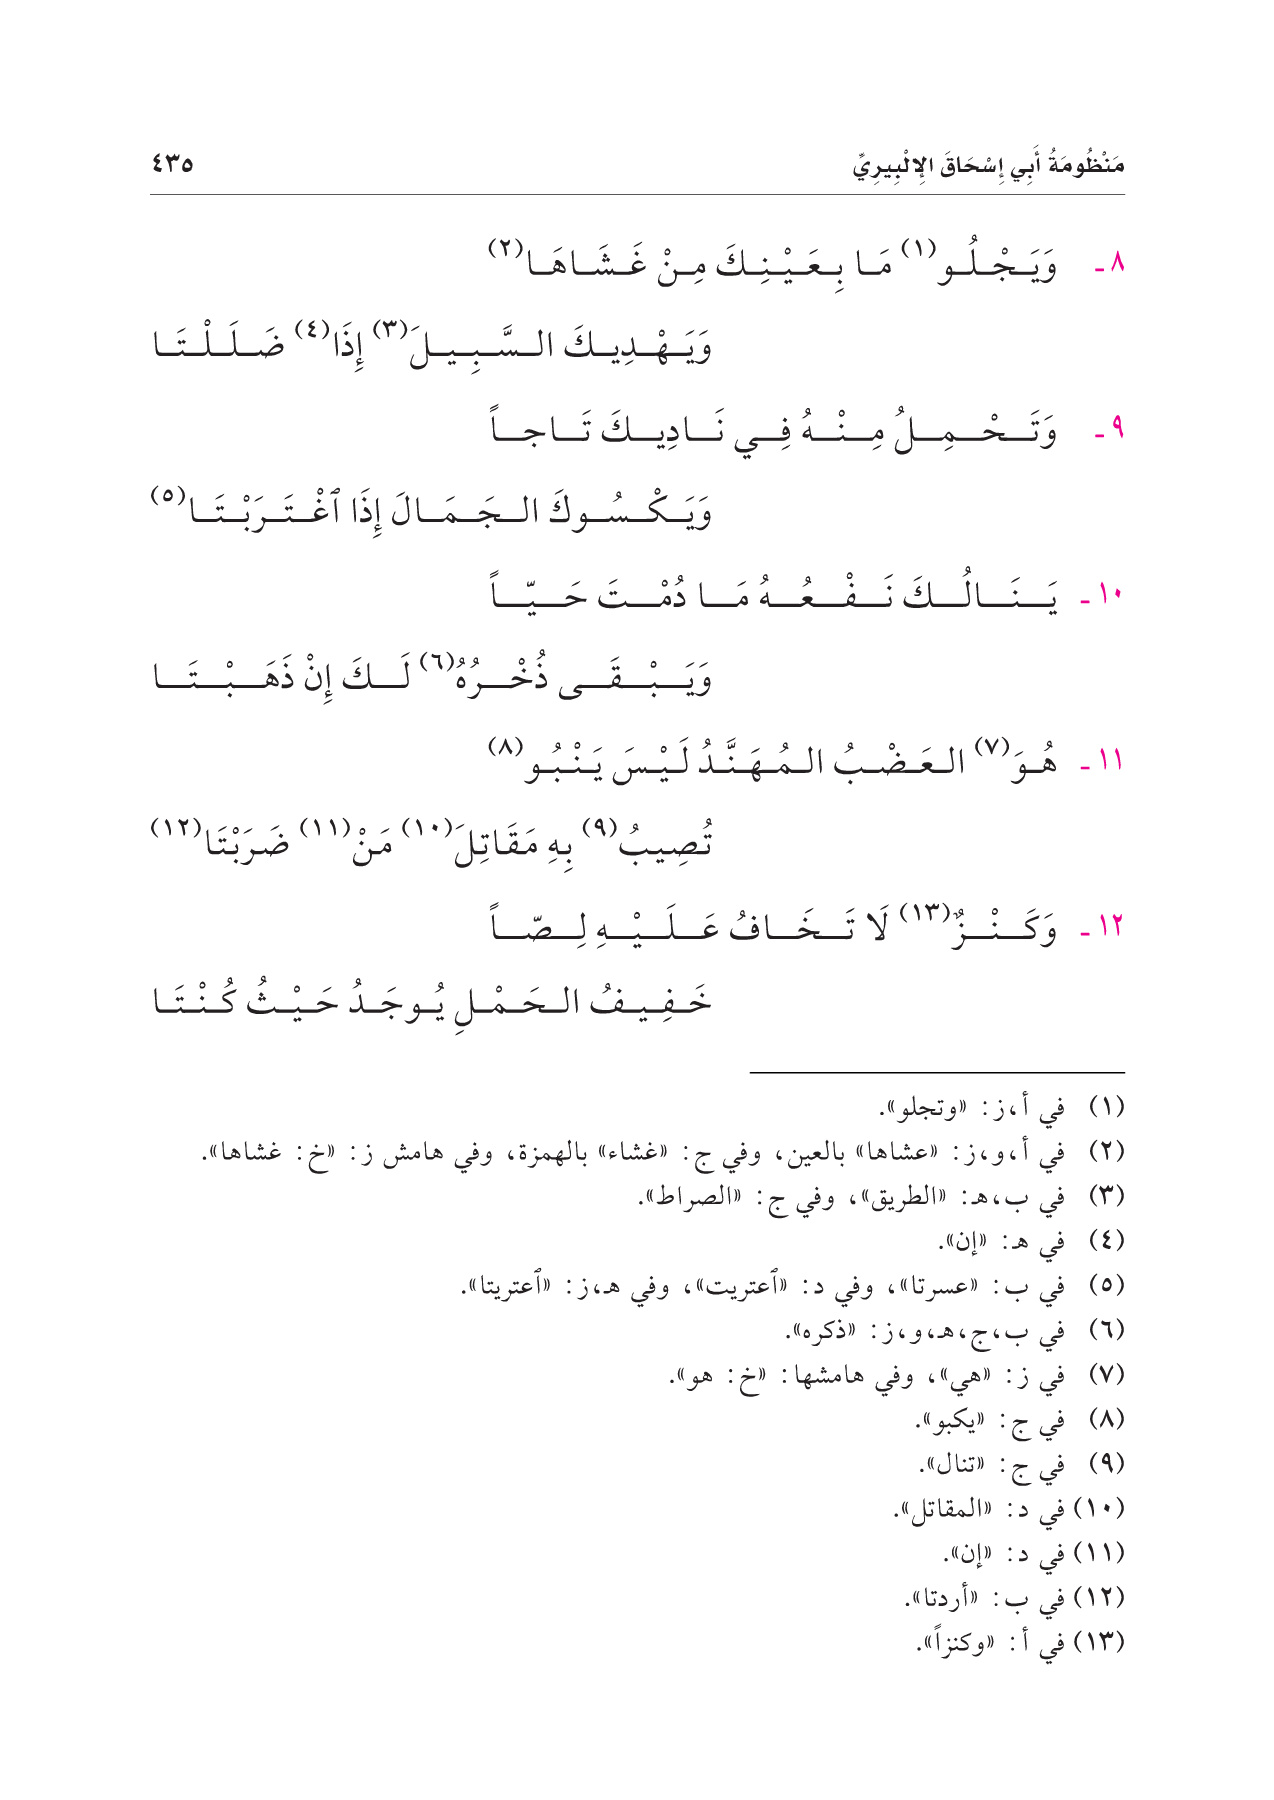 مَنْظُومَةُ أَبِي إِسْحَاقَ الإِلْبِيرِيِّ ٤٣٥
٨ ـ وَيَجْلُو(١) مَا بِعَيْنِكَ مِنْ غَشَاهَا(٢)
وَيَهْدِيكَ السَّبِيلَ(٣) إِذَا(٤) ضَلَلْتَا
٩ ـ وَتَحْمِلُ مِنْهُ فِي نَادِيكَ تَاجاً
وَيَكْسُوكَ الجَمَالَ إِذَا ٱغْتَرَبْتَا(٥)
١٠ ـ يَنَالُكَ نَفْعُهُ مَا دُمْتَ حَيّاً
وَيَبْقَى ذُخْرُهُ(٦) لَكَ إِنْ ذَهَبْتَا
١١ ـ هُوَ(٧) العَضْبُ المُهَنَّدُ لَيْسَ يَنْبُو(٨)
تُصِيبُ(٩) بِهِ مَقَاتِلَ(١٠) مَنْ(١١) ضَرَبْتَا(١٢)
١٢ ـ وَكَنْزٌ(١٣) لَا تَخَافُ عَلَيْهِ لِصّاً
خَفِيفُ الحَمْلِ يُوجَدُ حَيْثُ كُنْتَا
(١) في أ،ز: «وتجلو».
(٢) في أ،و،ز: «عشاها» بالعين، وفي ج: «غشاء» بالهمزة، وفي هامش ز: «خ: غشاها».
(٣) في ب،هـ: «الطريق»، وفي ج: «الصراط».
(٤) في هـ: «إن».
(٥) في ب: «عسرتا»، وفي د: «ٱعتريت»، وفي هـ،ز: «ٱعتريتا».
(٦) في ب،ج،هـ،و،ز: «ذكره».
(٧) في ز: «هي»، وفي هامشها: «خ: هو».
(٨) في ج: «يكبو».
(٩) في ج: «تنال».
(١٠) في د: «المقاتل».
(١١) في د: «إن».
(١٢) في ب: «أردتا».
(١٣) في أ: «وكنزاً».